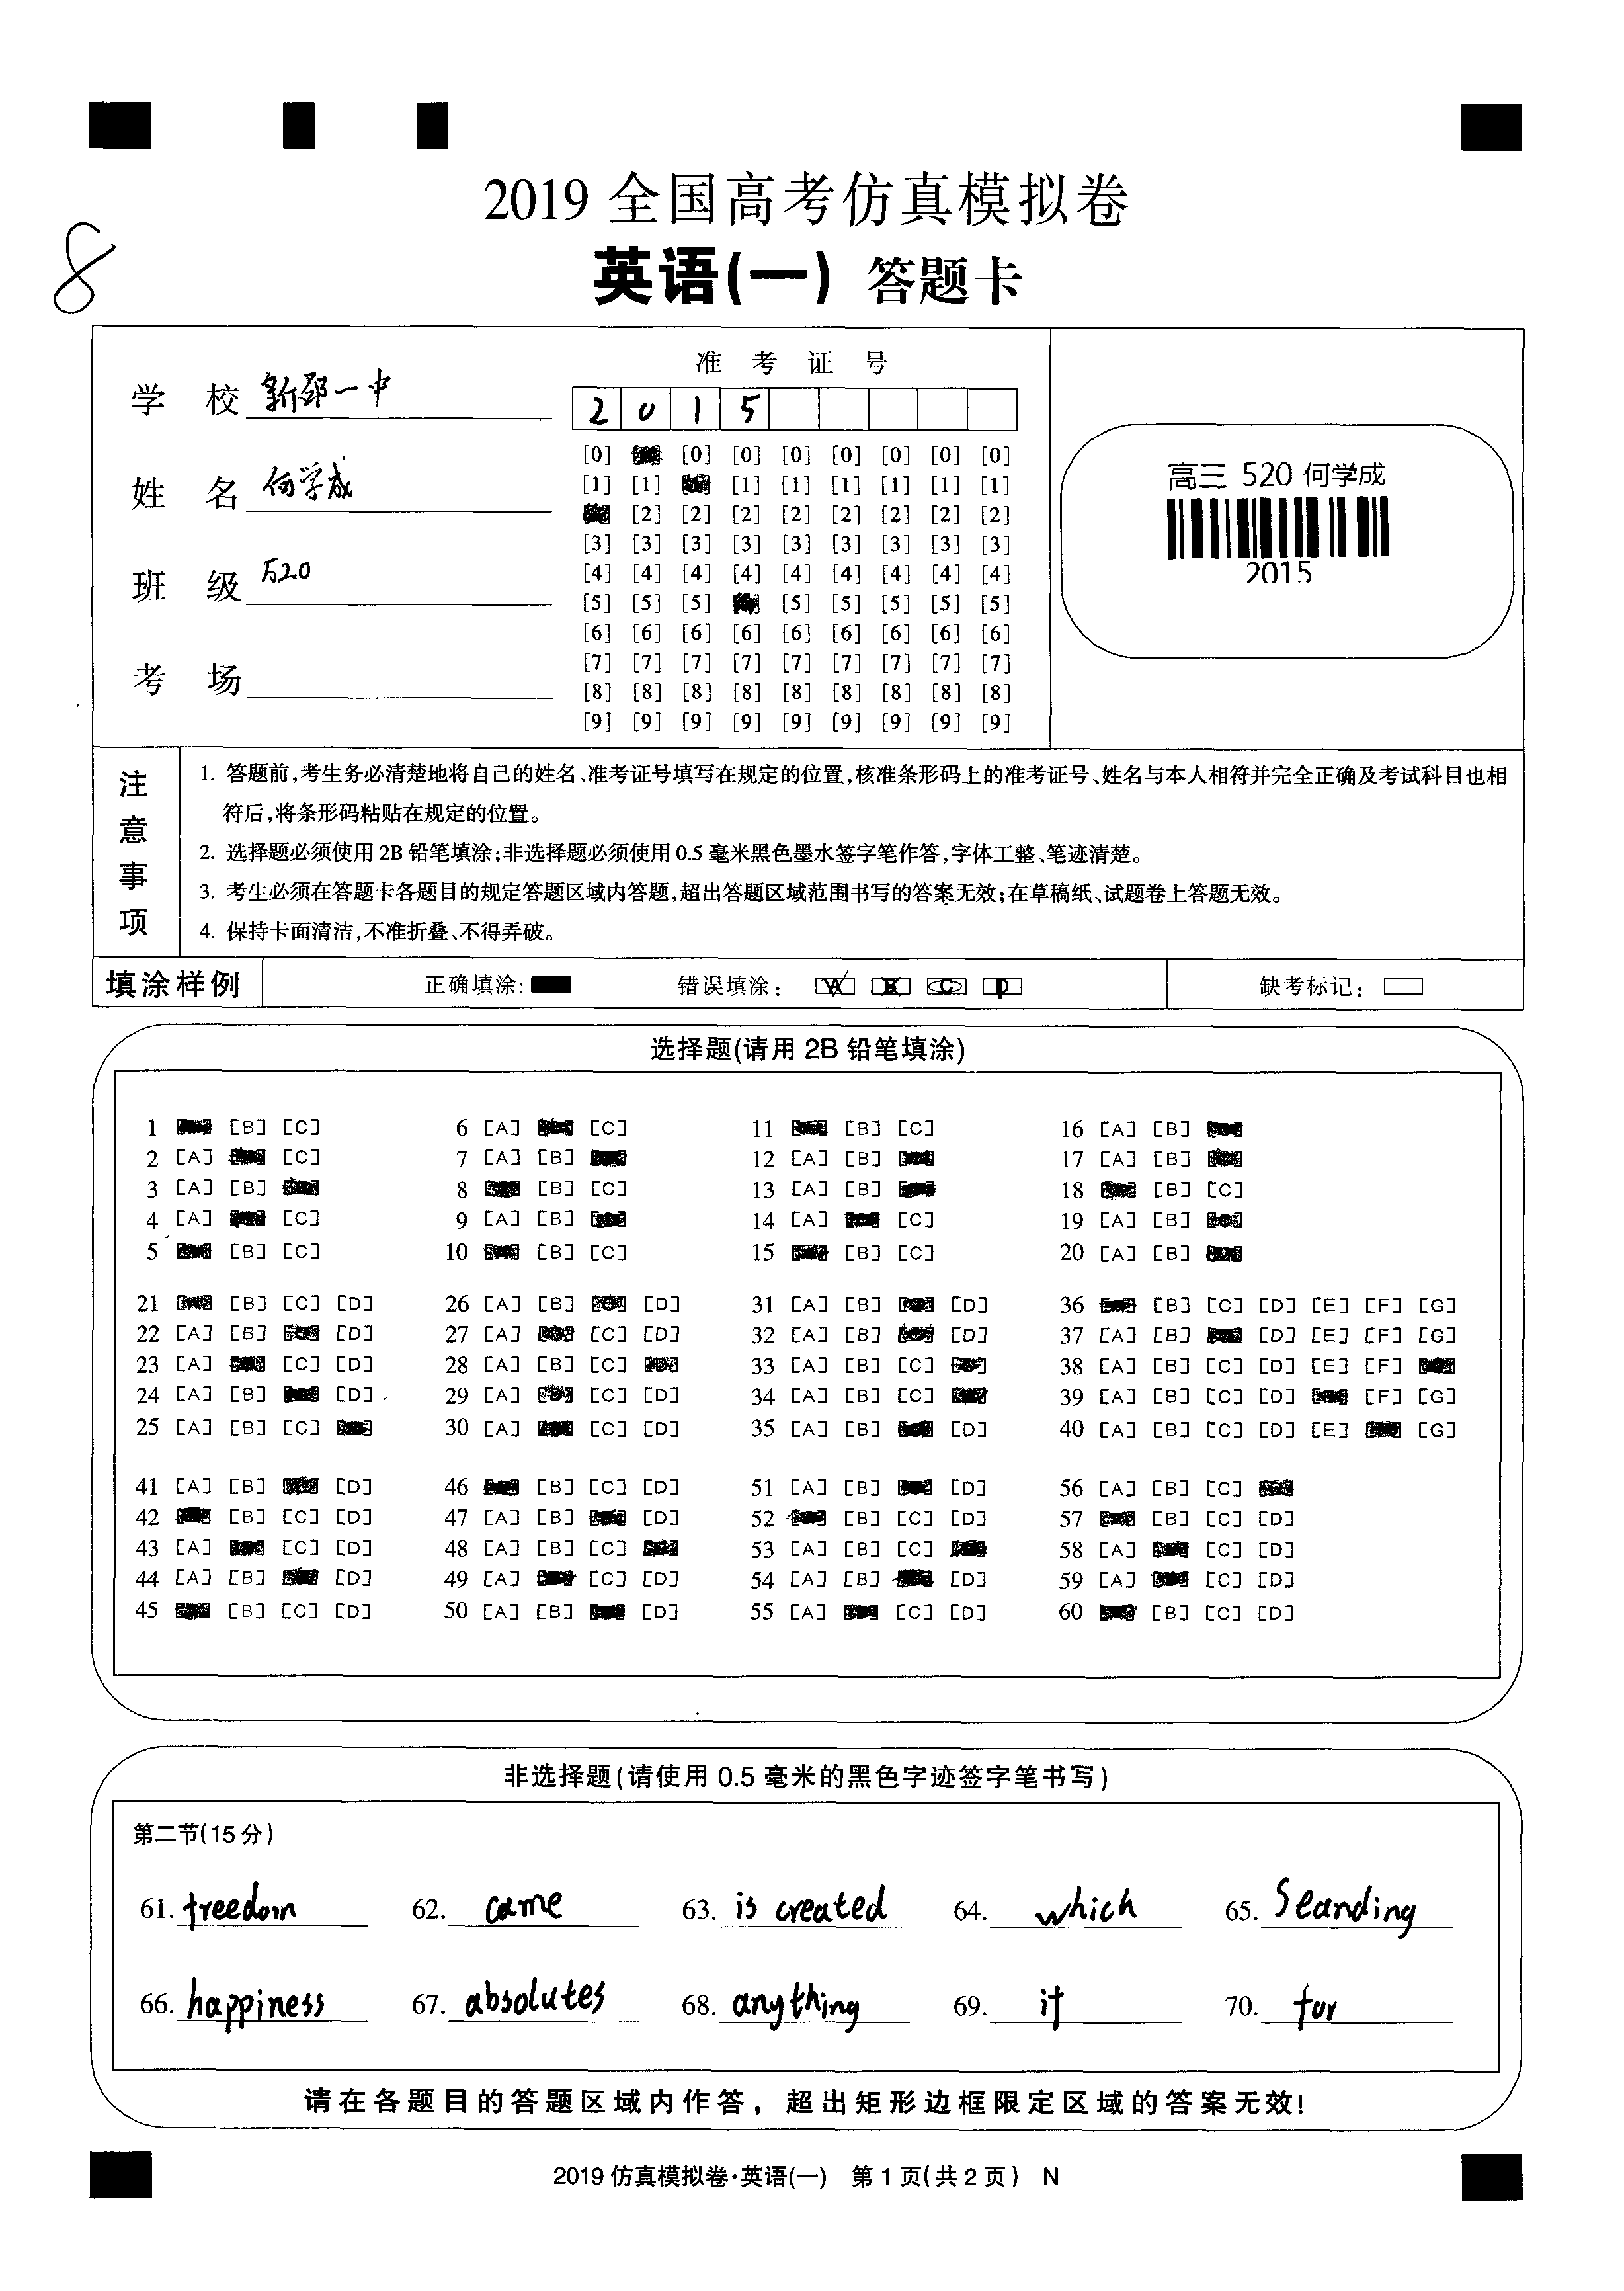 2019 全国高考仿真模拟卷
英语(一) 答题卡
8
学 校 新邵一中
姓 名 何学成
班 级 520
考 场
准 考 证 号
2 0 1 5
[0] [0] [0] [0] [0] [0] [0] [0]
[1] [1] [1] [1] [1] [1] [1] [1]
[2] [2] [2] [2] [2] [2] [2] [2]
[3] [3] [3] [3] [3] [3] [3] [3] [3]
[4] [4] [4] [4] [4] [4] [4] [4] [4]
[5] [5] [5] [5] [5] [5] [5] [5]
[6] [6] [6] [6] [6] [6] [6] [6] [6]
[7] [7] [7] [7] [7] [7] [7] [7] [7]
[8] [8] [8] [8] [8] [8] [8] [8] [8]
[9] [9] [9] [9] [9] [9] [9] [9] [9]
高三 520 何学成
2015
注意事项
1. 答题前,考生务必清楚地将自己的姓名、准考证号填写在规定的位置,核准条形码上的准考证号、姓名与本人相符并完全正确及考试科目也相
符后,将条形码粘贴在规定的位置。
2. 选择题必须使用2B铅笔填涂;非选择题必须使用0.5毫米黑色墨水签字笔作答,字体工整、笔迹清楚。
3. 考生必须在答题卡各题目的规定答题区域内答题,超出答题区域范围书写的答案无效;在草稿纸、试题卷上答题无效。
4. 保持卡面清洁,不准折叠、不得弄破。
填涂样例 正确填涂: 错误填涂: A B C D 缺考标记:
选择题(请用 2B 铅笔填涂)
1 [B] [C] 6 [A] [C] 11 [B] [C] 16 [A] [B]
2 [A] [C] 7 [A] [B] 12 [A] [B] 17 [A] [B]
3 [A] [B] 8 [B] [C] 13 [A] [B] 18 [B] [C]
4 [A] [C] 9 [A] [B] 14 [A] [C] 19 [A] [B]
5 [B] [C] 10 [B] [C] 15 [B] [C] 20 [A] [B]
21 [B] [C] [D] 26 [A] [B] [D] 31 [A] [B] [D] 36 [B] [C] [D] [E] [F] [G]
22 [A] [B] [D] 27 [A] [C] [D] 32 [A] [B] [D] 37 [A] [B] [D] [E] [F] [G]
23 [A] [C] [D] 28 [A] [B] [C] 33 [A] [B] [C] 38 [A] [B] [C] [D] [E] [F]
24 [A] [B] [D] 29 [A] [C] [D] 34 [A] [B] [C] 39 [A] [B] [C] [D] [F] [G]
25 [A] [B] [C] 30 [A] [C] [D] 35 [A] [B] [D] 40 [A] [B] [C] [D] [E] [G]
41 [A] [B] [D] 46 [B] [C] [D] 51 [A] [B] [D] 56 [A] [B] [C]
42 [B] [C] [D] 47 [A] [B] [D] 52 [B] [C] [D] 57 [B] [C] [D]
43 [A] [C] [D] 48 [A] [B] [C] 53 [A] [B] [C] 58 [A] [C] [D]
44 [A] [B] [D] 49 [A] [C] [D] 54 [A] [B] [D] 59 [A] [C] [D]
45 [B] [C] [D] 50 [A] [B] [D] 55 [A] [C] [D] 60 [B] [C] [D]
非选择题(请使用 0.5 毫米的黑色字迹签字笔书写)
第二节(15 分)
61. freedom 62. came 63. is created 64. which 65. Standing
66. happiness 67. absolutes 68. anything 69. it 70. for
请在各题目的答题区域内作答，超出矩形边框限定区域的答案无效!
2019 仿真模拟卷·英语(一) 第 1 页(共 2 页) N